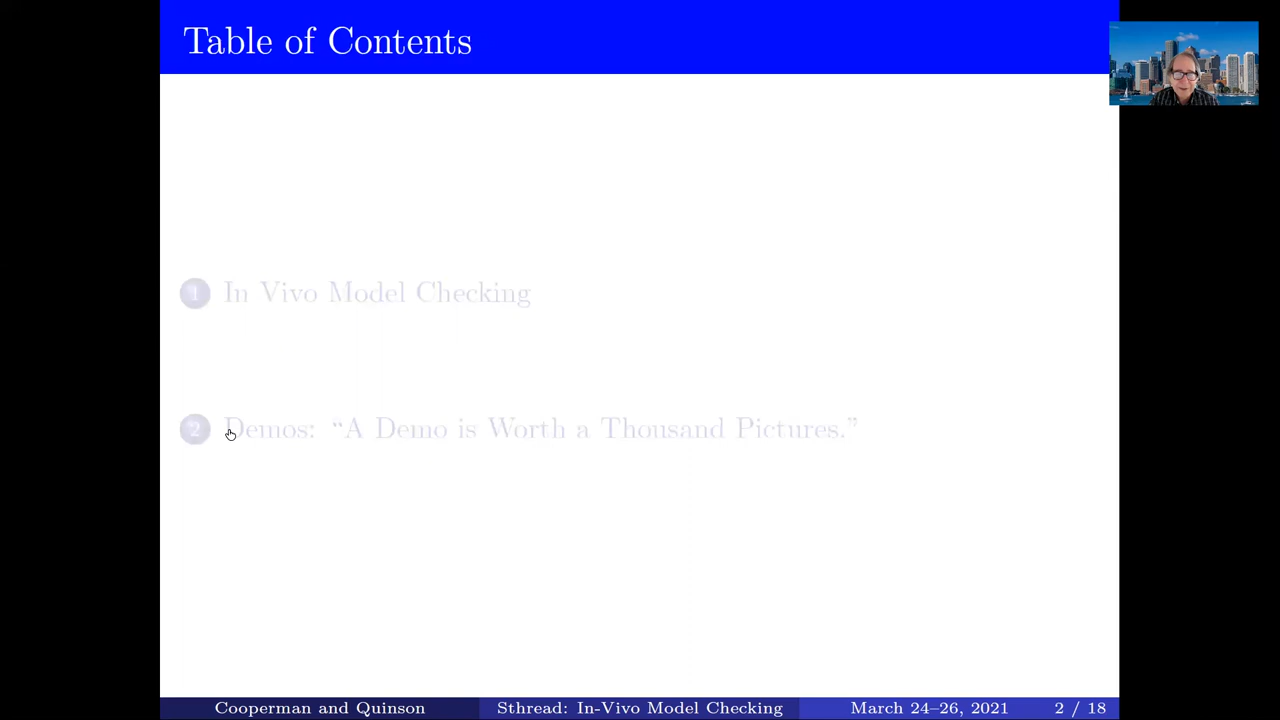 Table of Contents
1 In Vivo Model Checking
2 Demos: “A Demo is Worth a Thousand Pictures.”
Cooperman and Quinson Sthread: In-Vivo Model Checking March 24–26, 2021 2 / 18